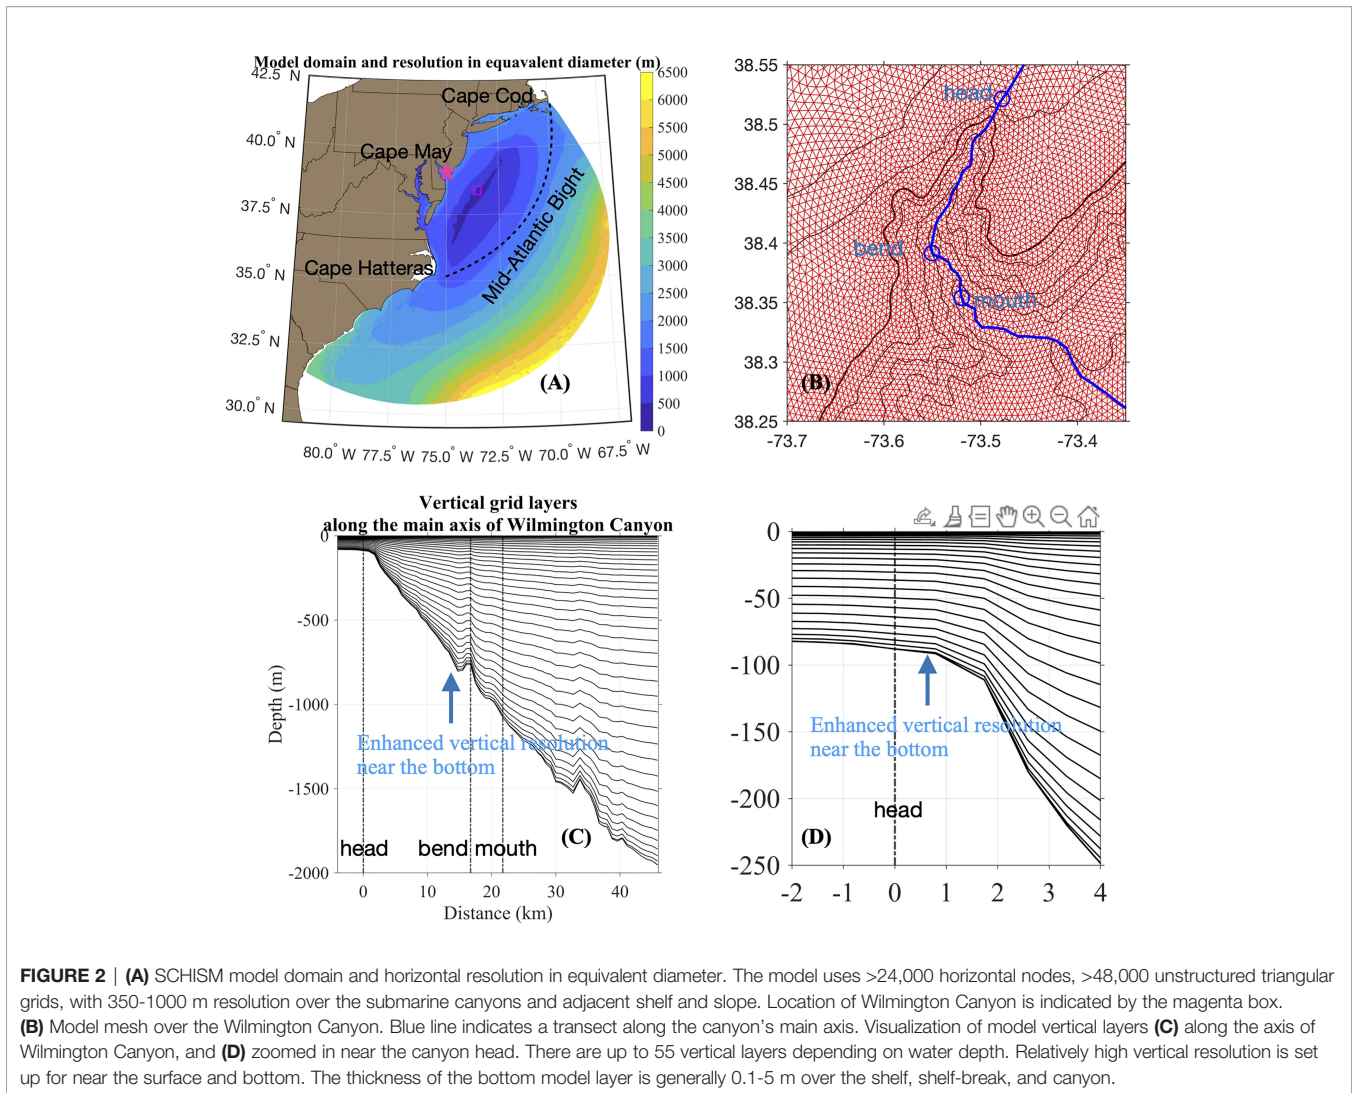 Model domain and resolution in equavalent diameter (m)
42.5° N
40.0° N
37.5° N
35.0° N
32.5° N
30.0° N
80.0° W 77.5° W 75.0° W 72.5° W 70.0° W 67.5° W
Cape Cod
Cape May
Cape Hatteras
Mid-Atlantic Bight
(A)
6500
6000
5500
5000
4500
4000
3500
3000
2500
2000
1500
1000
500
0
38.55
38.5
38.45
38.4
38.35
38.3
38.25
-73.7 -73.6 -73.5 -73.4
head
bend
mouth
(B)
Vertical grid layers
along the main axis of Wilmington Canyon
0
-500
-1000
-1500
-2000
Depth (m)
Enhanced vertical resolution
near the bottom
head bend mouth
(C)
0 10 20 30 40
Distance (km)
0
-50
-100
-150
-200
-250
Enhanced vertical resolution
near the bottom
head
(D)
-2 -1 0 1 2 3 4
FIGURE 2 | (A) SCHISM model domain and horizontal resolution in equivalent diameter. The model uses >24,000 horizontal nodes, >48,000 unstructured triangular
grids, with 350-1000 m resolution over the submarine canyons and adjacent shelf and slope. Location of Wilmington Canyon is indicated by the magenta box.
(B) Model mesh over the Wilmington Canyon. Blue line indicates a transect along the canyon's main axis. Visualization of model vertical layers (C) along the axis of
Wilmington Canyon, and (D) zoomed in near the canyon head. There are up to 55 vertical layers depending on water depth. Relatively high vertical resolution is set
up for near the surface and bottom. The thickness of the bottom model layer is generally 0.1-5 m over the shelf, shelf-break, and canyon.